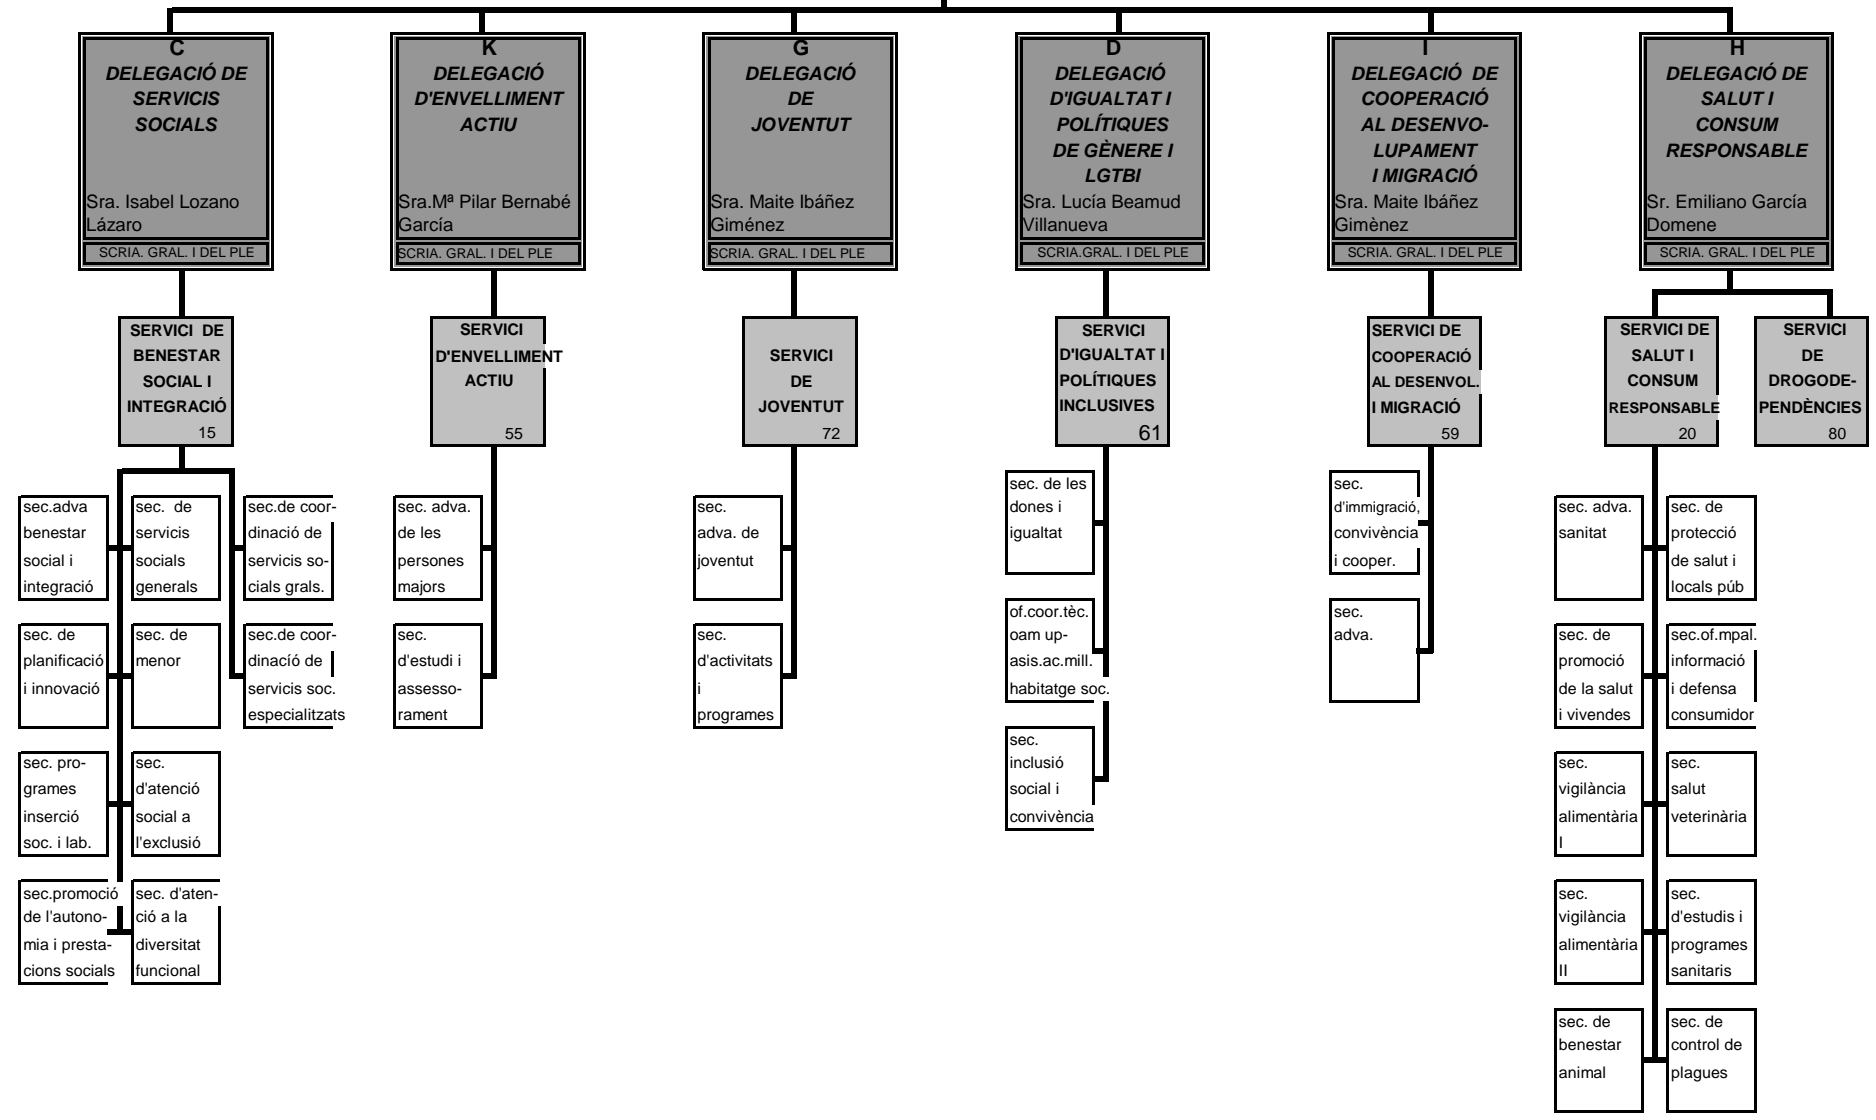 C
DELEGACIÓ DE
SERVICIS
SOCIALS
Sra. Isabel Lozano
Lázaro
SCRIA. GRAL. I DEL PLE
K
DELEGACIÓ
D'ENVELLIMENT
ACTIU
Sra.Mª Pilar Bernabé
García
SCRIA. GRAL. I DEL PLE
G
DELEGACIÓ
DE
JOVENTUT
Sra. Maite Ibáñez
Giménez
SCRIA. GRAL. I DEL PLE
D
DELEGACIÓ
D'IGUALTAT I
POLÍTIQUES
DE GÈNERE I
LGTBI
Sra. Lucía Beamud
Villanueva
SCRIA.GRAL. I DEL PLE
I
DELEGACIÓ DE
COOPERACIÓ
AL DESENVO-
LUPAMENT
I MIGRACIÓ
Sra. Maite Ibáñez
Gimènez
SCRIA. GRAL. I DEL PLE
H
DELEGACIÓ DE
SALUT I
CONSUM
RESPONSABLE
Sr. Emiliano García
Domene
SCRIA. GRAL. I DEL PLE
SERVICI DE
BENESTAR
SOCIAL I
INTEGRACIÓ
15
SERVICI
D'ENVELLIMENT
ACTIU
55
SERVICI
DE
JOVENTUT
72
SERVICI
D'IGUALTAT I
POLÍTIQUES
INCLUSIVES
61
SERVICI DE
COOPERACIÓ
AL DESENVOL.
I MIGRACIÓ
59
SERVICI DE
SALUT I
CONSUM
RESPONSABLE
20
SERVICI
DE
DROGODE-
PENDÈNCIES
80
sec.adva
benestar
social i
integració
sec. de
servicis
socials
generals
sec.de coor-
dinació de
servicis so-
cials grals.
sec. de
planificació
i innovació
sec. de
menor
sec.de coor-
dinacíó de
servicis soc.
especialitzats
sec. pro-
grames
inserció
soc. i lab.
sec.
d'atenció
social a
l'exclusió
sec.promoció
de l'autono-
mia i presta-
cions socials
sec. d'aten-
ció a la
diversitat
funcional
sec. adva.
de les
persones
majors
sec.
d'estudi i
assesso-
rament
sec.
adva. de
joventut
sec.
d'activitats
i
programes
sec. de les
dones i
igualtat
of.coor.tèc.
oam up-
asis.ac.mill.
habitatge soc.
sec.
inclusió
social i
convivència
sec.
d'immigració,
convivència
i cooper.
sec.
adva.
sec. adva.
sanitat
sec. de
protecció
de salut i
locals púb
sec. de
promoció
de la salut
i vivendes
sec.of.mpal.
informació
i defensa
consumidor
sec.
vigilància
alimentària
I
sec.
salut
veterinària
sec.
vigilància
alimentària
II
sec.
d'estudis i
programes
sanitaris
sec. de
benestar
animal
sec. de
control de
plagues